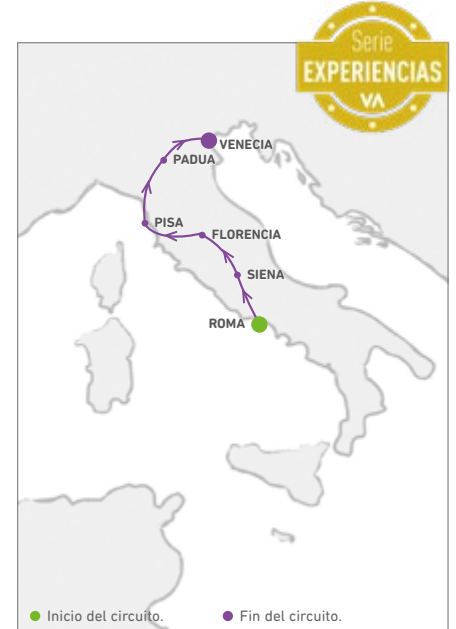 Serie
EXPERIENCIAS
VA
VENECIA
PADUA
PISA
FLORENCIA
SIENA
ROMA
Inicio del circuito.
Fin del circuito.